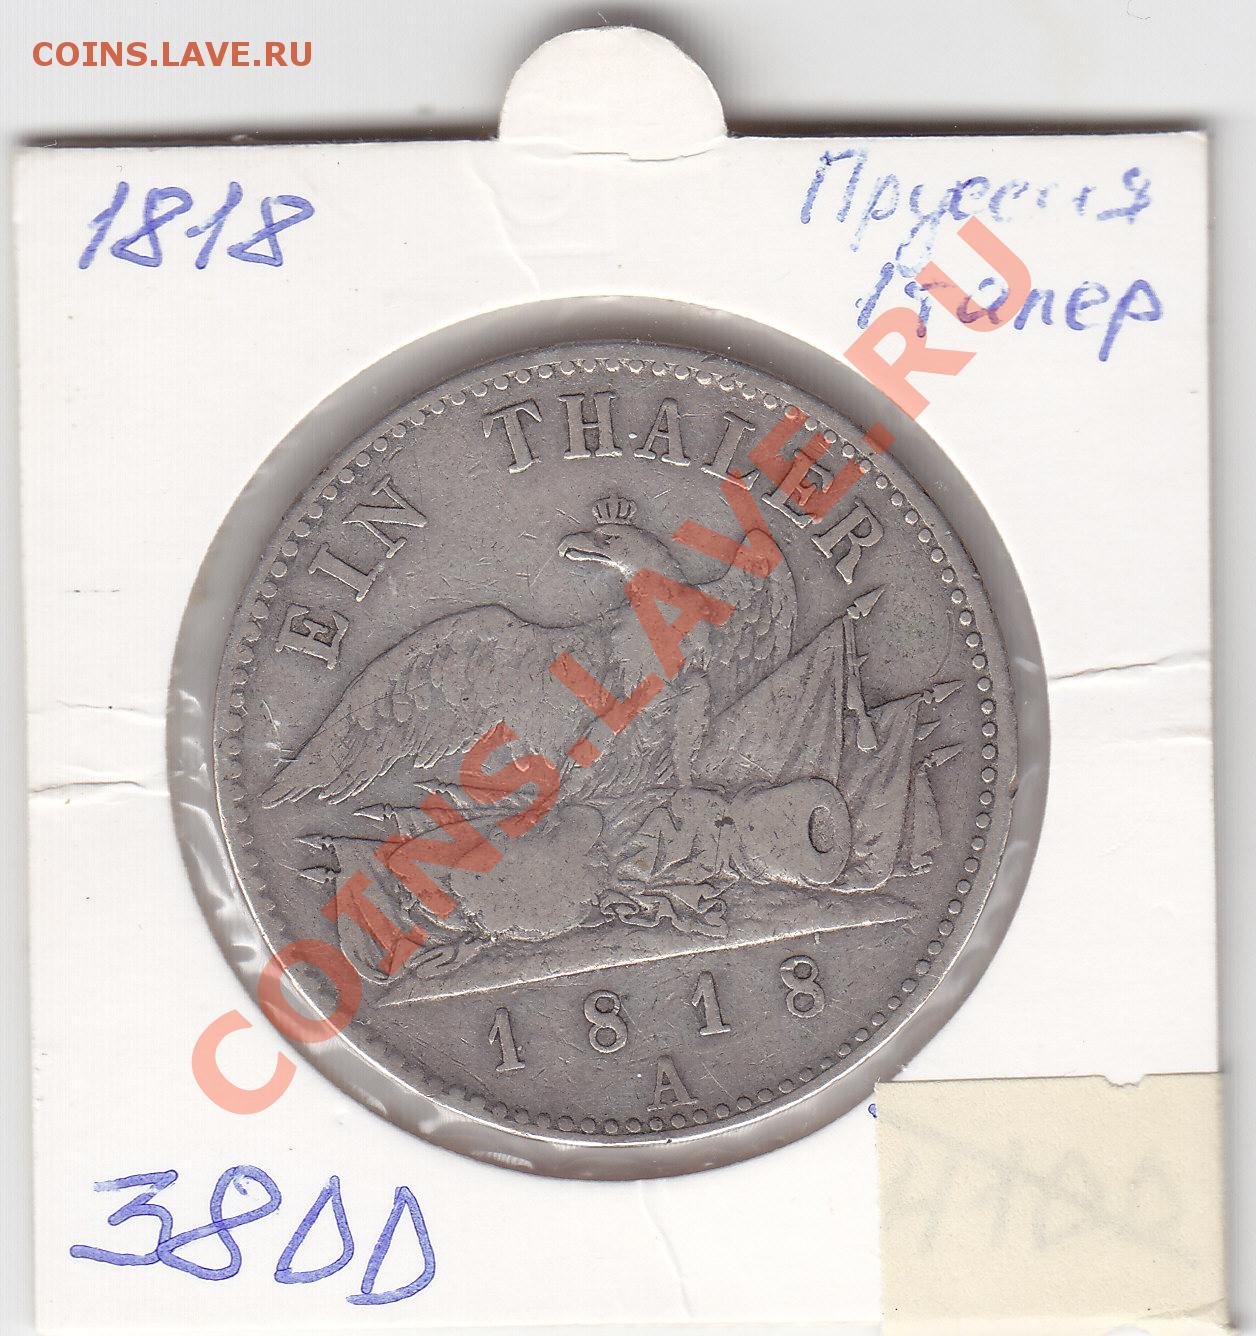 COINS.LAVE.RU
1818
Пруссия
1 талер
EIN THALER
1818
A
COINS.LAVE.RU
3800